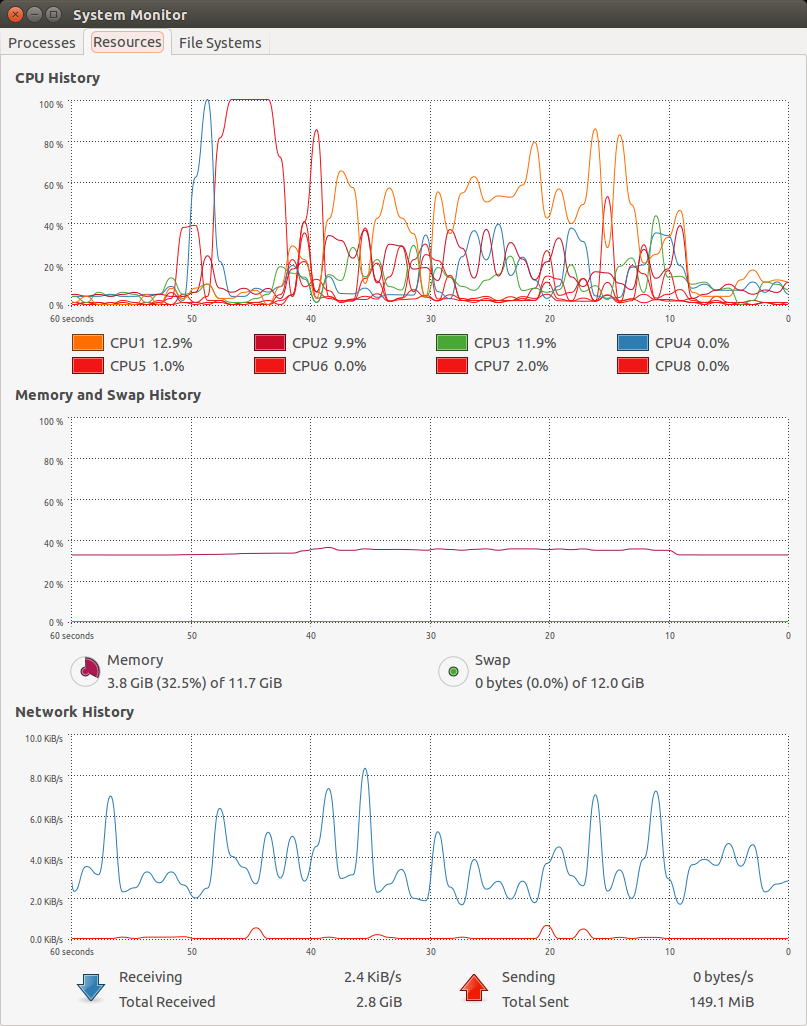 System Monitor
Processes Resources File Systems
CPU History
100 %
80 %
60 %
40 %
20 %
0 %
60 seconds 50 40 30 20 10 0
CPU1 12.9% CPU2 9.9% CPU3 11.9% CPU4 0.0%
CPU5 1.0% CPU6 0.0% CPU7 2.0% CPU8 0.0%
Memory and Swap History
100 %
80 %
60 %
40 %
20 %
0 %
60 seconds 50 40 30 20 10 0
Memory Swap
3.8 GiB (32.5%) of 11.7 GiB 0 bytes (0.0%) of 12.0 GiB
Network History
10.0 KiB/s
8.0 KiB/s
6.0 KiB/s
4.0 KiB/s
2.0 KiB/s
0.0 KiB/s
60 seconds 50 40 30 20 10 0
Receiving 2.4 KiB/s Sending 0 bytes/s
Total Received 2.8 GiB Total Sent 149.1 MiB